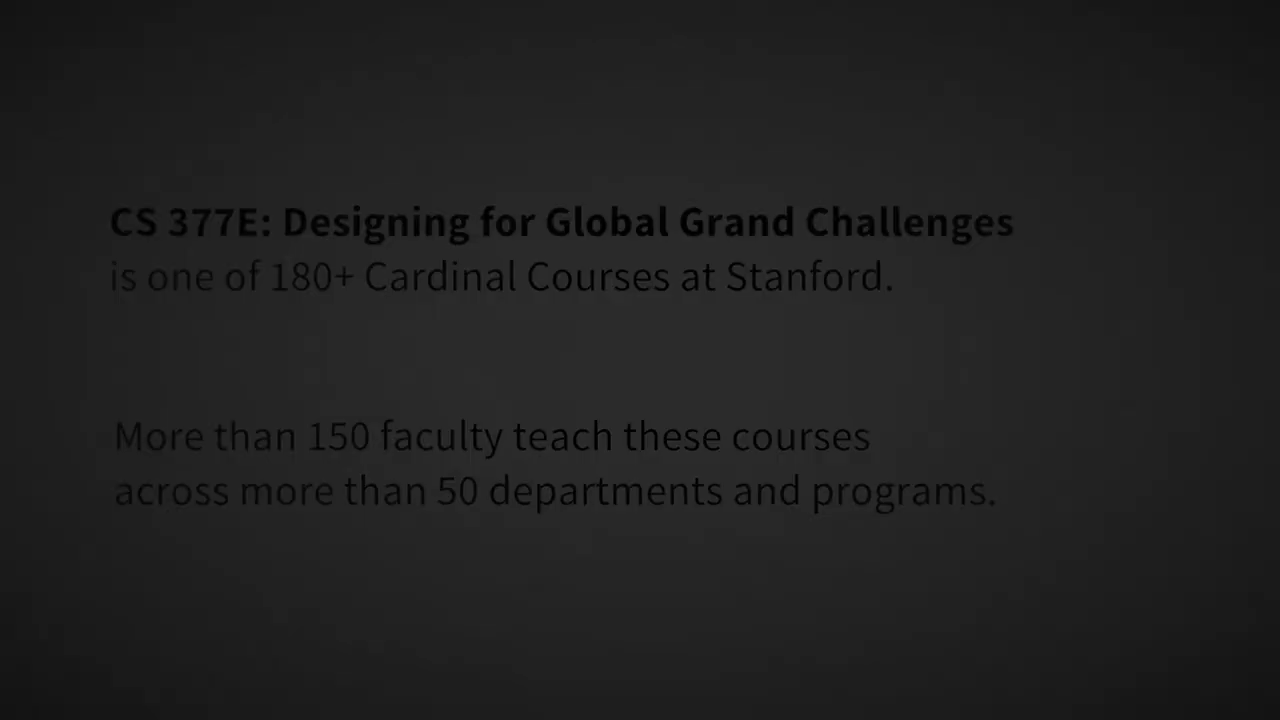 CS 377E: Designing for Global Grand Challenges
is one of 180+ Cardinal Courses at Stanford.
More than 150 faculty teach these courses
across more than 50 departments and programs.